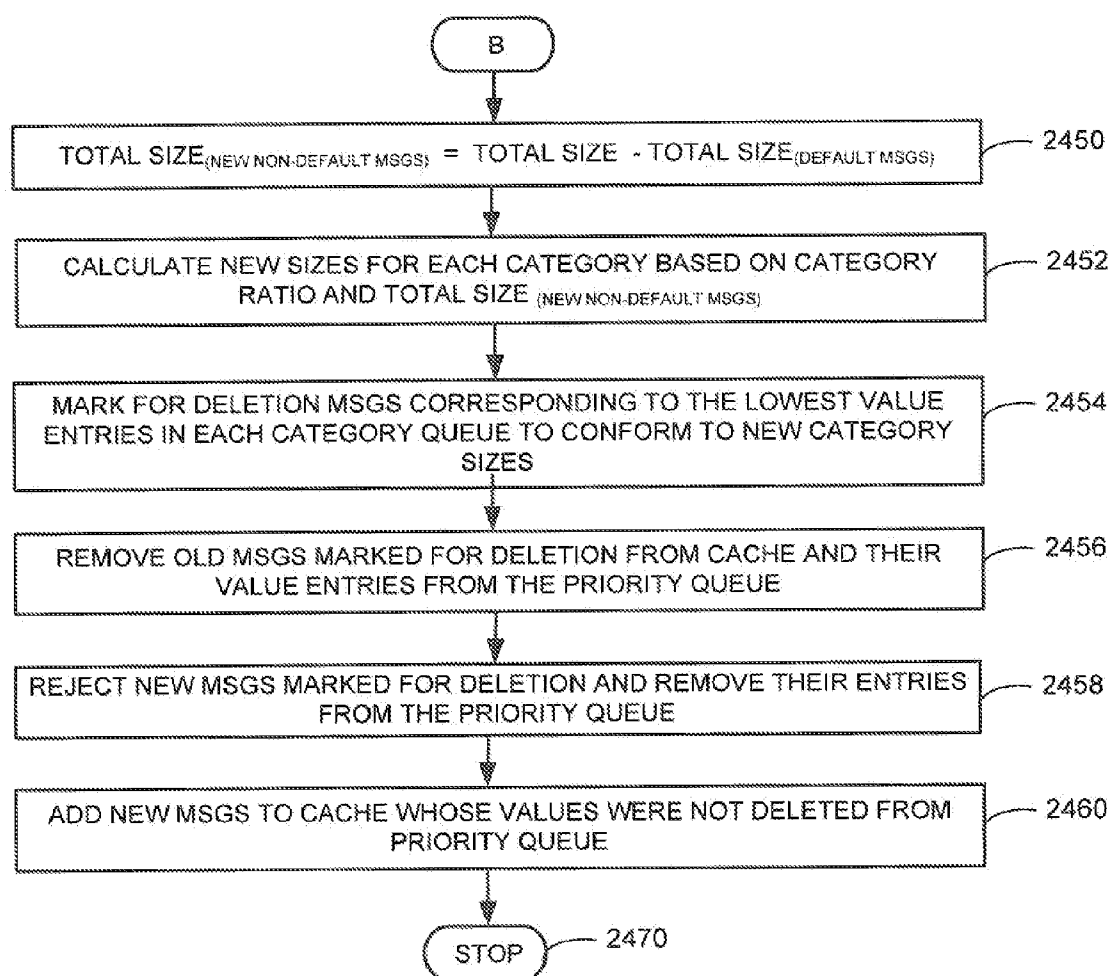 B
TOTAL SIZE(NEW NON-DEFAULT MSGS) = TOTAL SIZE - TOTAL SIZE(DEFAULT MSGS)
2450
CALCULATE NEW SIZES FOR EACH CATEGORY BASED ON CATEGORY
RATIO AND TOTAL SIZE (NEW NON-DEFAULT MSGS)
2452
MARK FOR DELETION MSGS CORRESPONDING TO THE LOWEST VALUE
ENTRIES IN EACH CATEGORY QUEUE TO CONFORM TO NEW CATEGORY
SIZES
2454
REMOVE OLD MSGS MARKED FOR DELETION FROM CACHE AND THEIR
VALUE ENTRIES FROM THE PRIORITY QUEUE
2456
REJECT NEW MSGS MARKED FOR DELETION AND REMOVE THEIR ENTRIES
FROM THE PRIORITY QUEUE
2458
ADD NEW MSGS TO CACHE WHOSE VALUES WERE NOT DELETED FROM
PRIORITY QUEUE
2460
STOP
2470